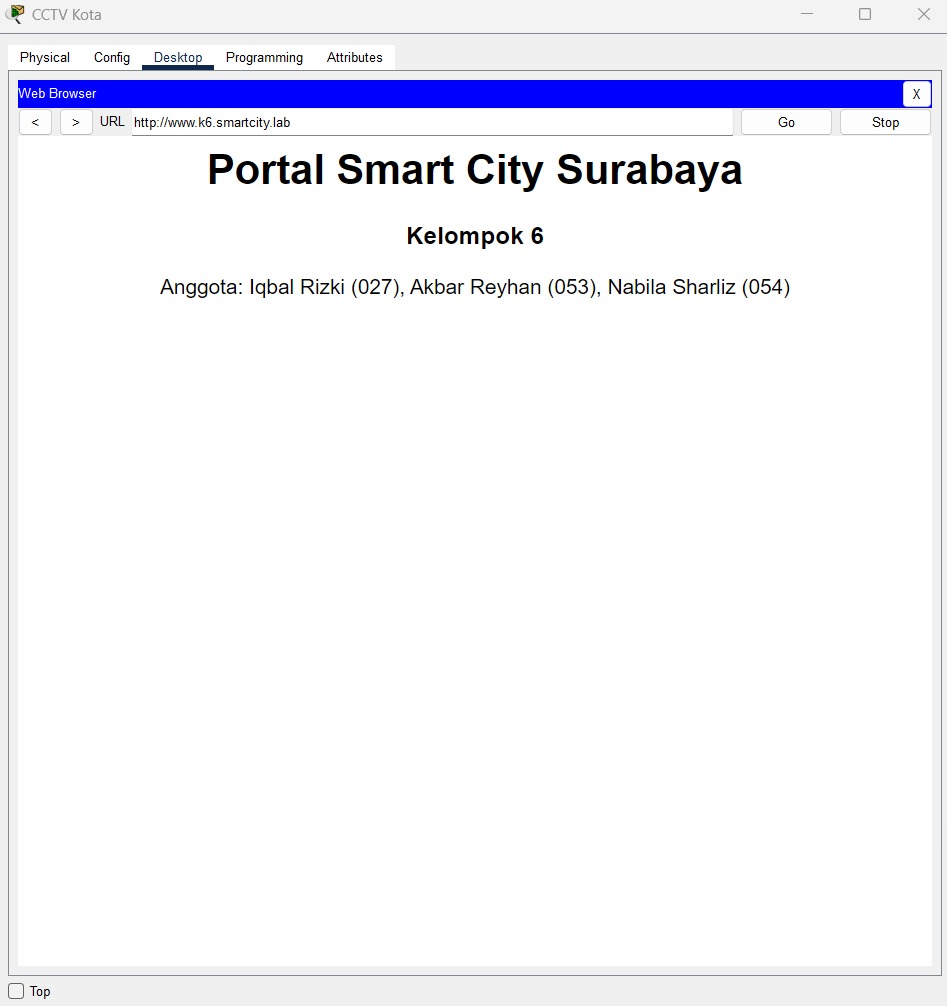 CCTV Kota
Physical Config Desktop Programming Attributes
Web Browser X
< > URL http://www.k6.smartcity.lab Go Stop
Portal Smart City Surabaya
Kelompok 6
Anggota: Iqbal Rizki (027), Akbar Reyhan (053), Nabila Sharliz (054)
Top